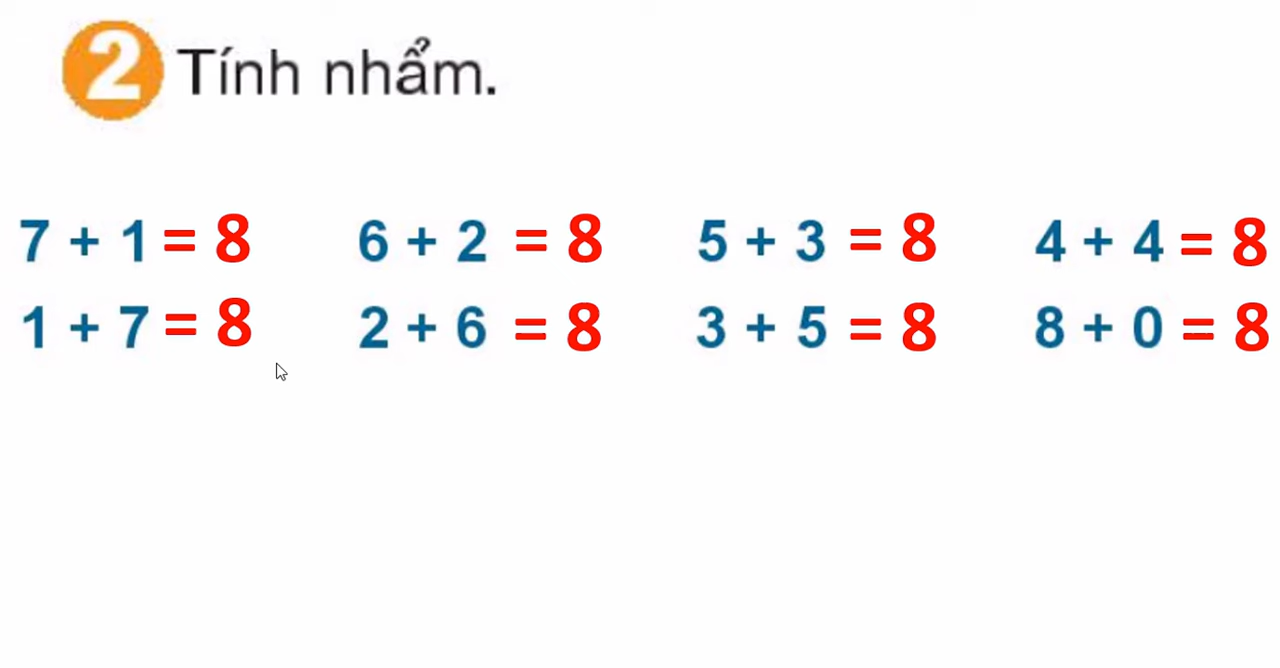 2 Tính nhẩm.
7 + 1 = 8 6 + 2 = 8 5 + 3 = 8 4 + 4 = 8
1 + 7 = 8 2 + 6 = 8 3 + 5 = 8 8 + 0 = 8